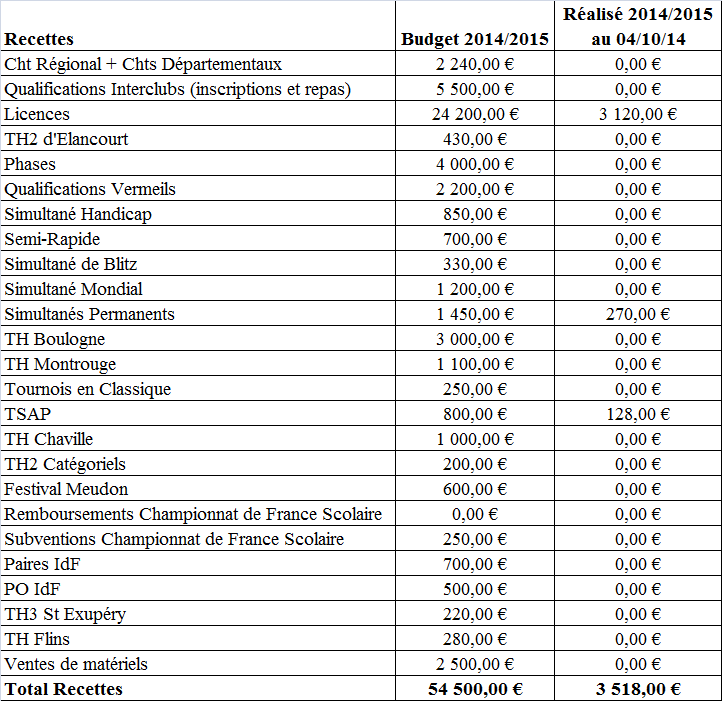 Réalisé 2014/2015
Recettes Budget 2014/2015 au 04/10/14
Cht Régional + Chts Départementaux 2 240,00 € 0,00 €
Qualifications Interclubs (inscriptions et repas) 5 500,00 € 0,00 €
Licences 24 200,00 € 3 120,00 €
TH2 d'Elancourt 430,00 € 0,00 €
Phases 4 000,00 € 0,00 €
Qualifications Vermeils 2 200,00 € 0,00 €
Simultané Handicap 850,00 € 0,00 €
Semi-Rapide 700,00 € 0,00 €
Simultané de Blitz 330,00 € 0,00 €
Simultané Mondial 1 200,00 € 0,00 €
Simultanés Permanents 1 450,00 € 270,00 €
TH Boulogne 3 000,00 € 0,00 €
TH Montrouge 1 100,00 € 0,00 €
Tournois en Classique 250,00 € 0,00 €
TSAP 800,00 € 128,00 €
TH Chaville 1 000,00 € 0,00 €
TH2 Catégoriels 200,00 € 0,00 €
Festival Meudon 600,00 € 0,00 €
Remboursements Championnat de France Scolaire 0,00 € 0,00 €
Subventions Championnat de France Scolaire 250,00 € 0,00 €
Paires IdF 700,00 € 0,00 €
PO IdF 500,00 € 0,00 €
TH3 St Exupéry 220,00 € 0,00 €
TH Flins 280,00 € 0,00 €
Ventes de matériels 2 500,00 € 0,00 €
Total Recettes 54 500,00 € 3 518,00 €